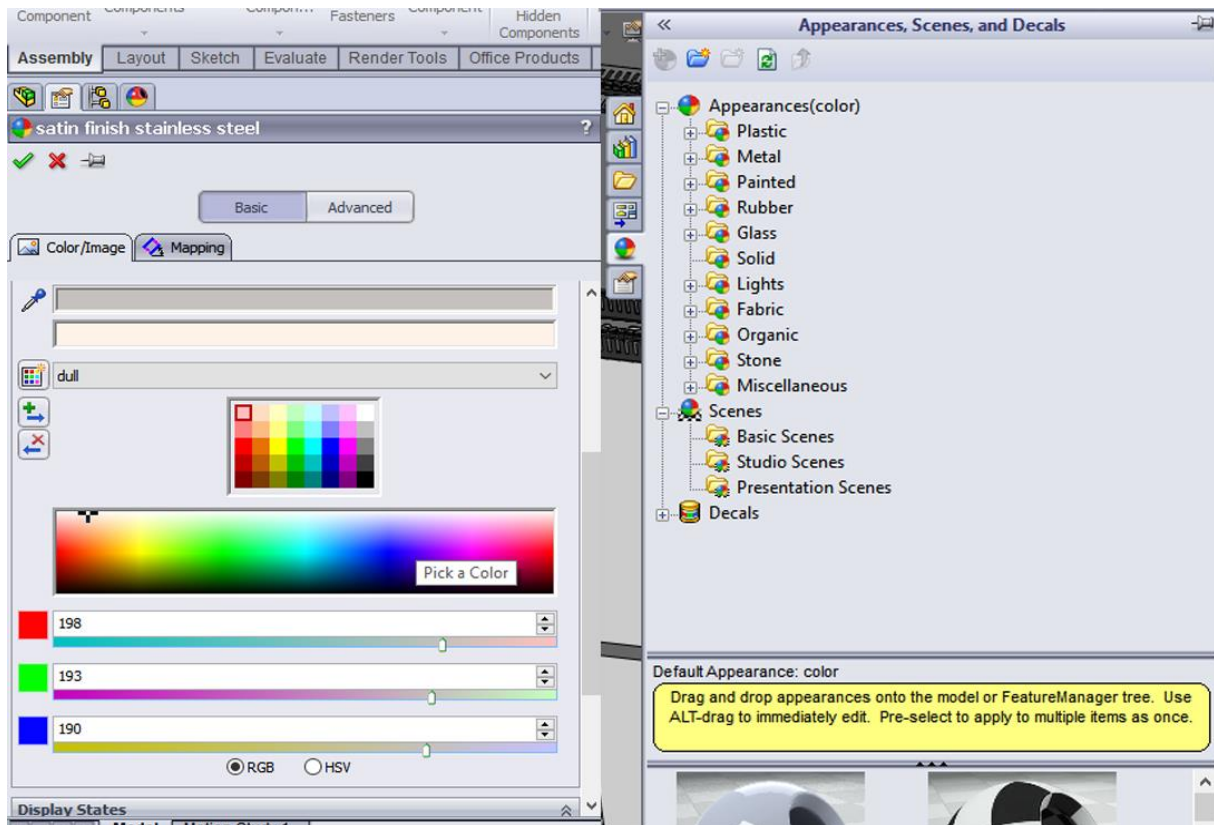 Component
Components
Compon...
Fasteners
Component
Hidden
Components
Assembly Layout Sketch Evaluate Render Tools Office Products
satin finish stainless steel ?
Basic Advanced
Color/Image Mapping
dull
Pick a Color
198
193
190
RGB HSV
Display States
Model
« Appearances, Scenes, and Decals
Appearances(color)
Plastic
Metal
Painted
Rubber
Glass
Solid
Lights
Fabric
Organic
Stone
Miscellaneous
Scenes
Basic Scenes
Studio Scenes
Presentation Scenes
Decals
Default Appearance: color
Drag and drop appearances onto the model or FeatureManager tree. Use
ALT-drag to immediately edit. Pre-select to apply to multiple items as once.